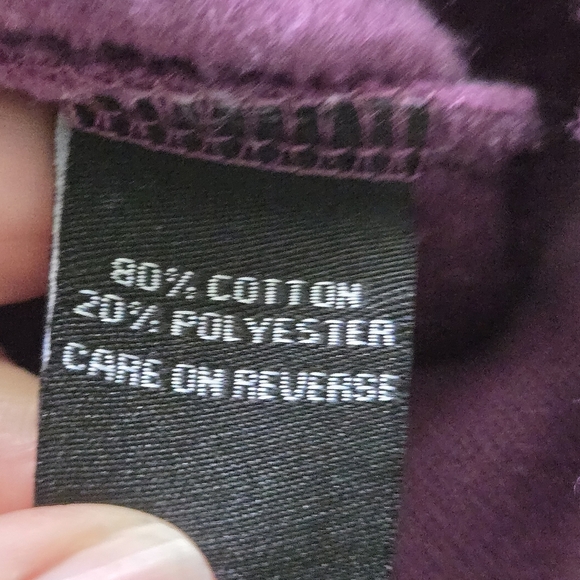 80% COTTON
20% POLYESTER
CARE ON REVERSE